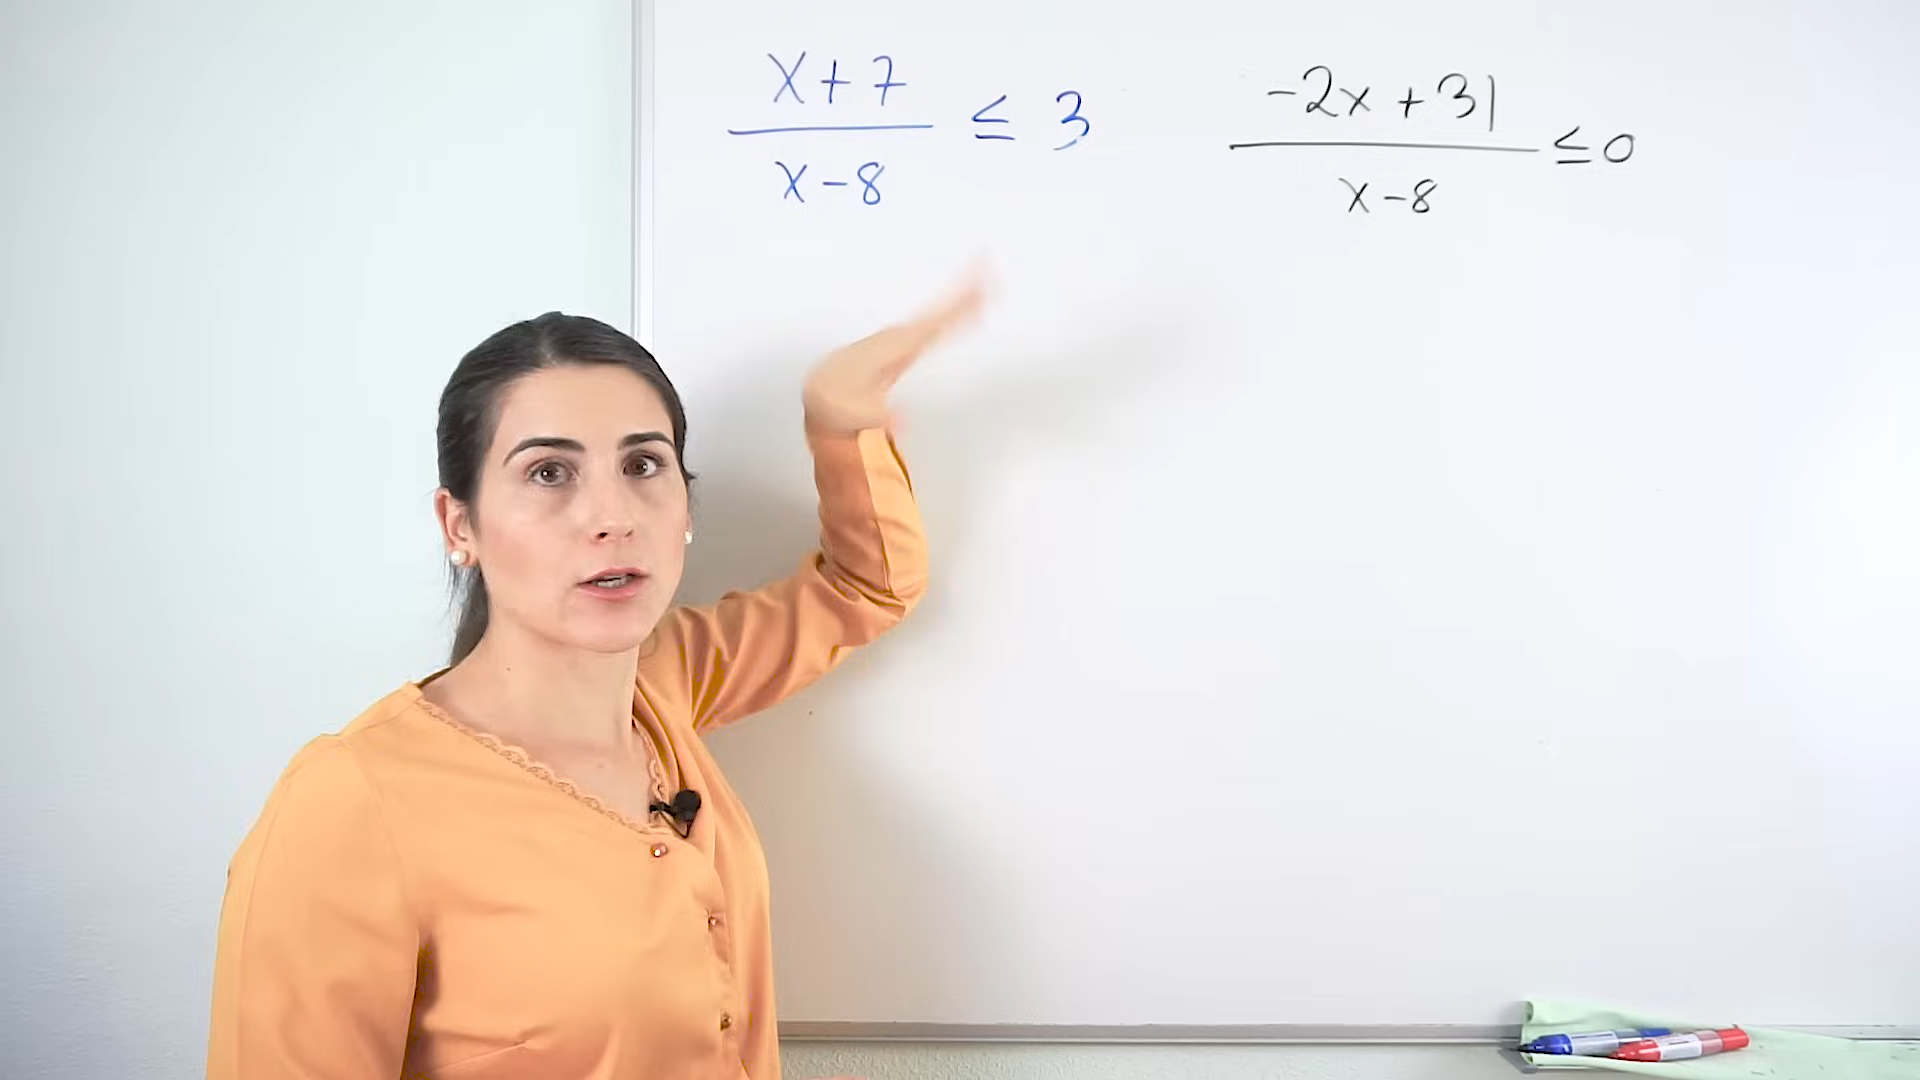 x+7
≤ 3
x-8
-2x +31
≤0
x-8